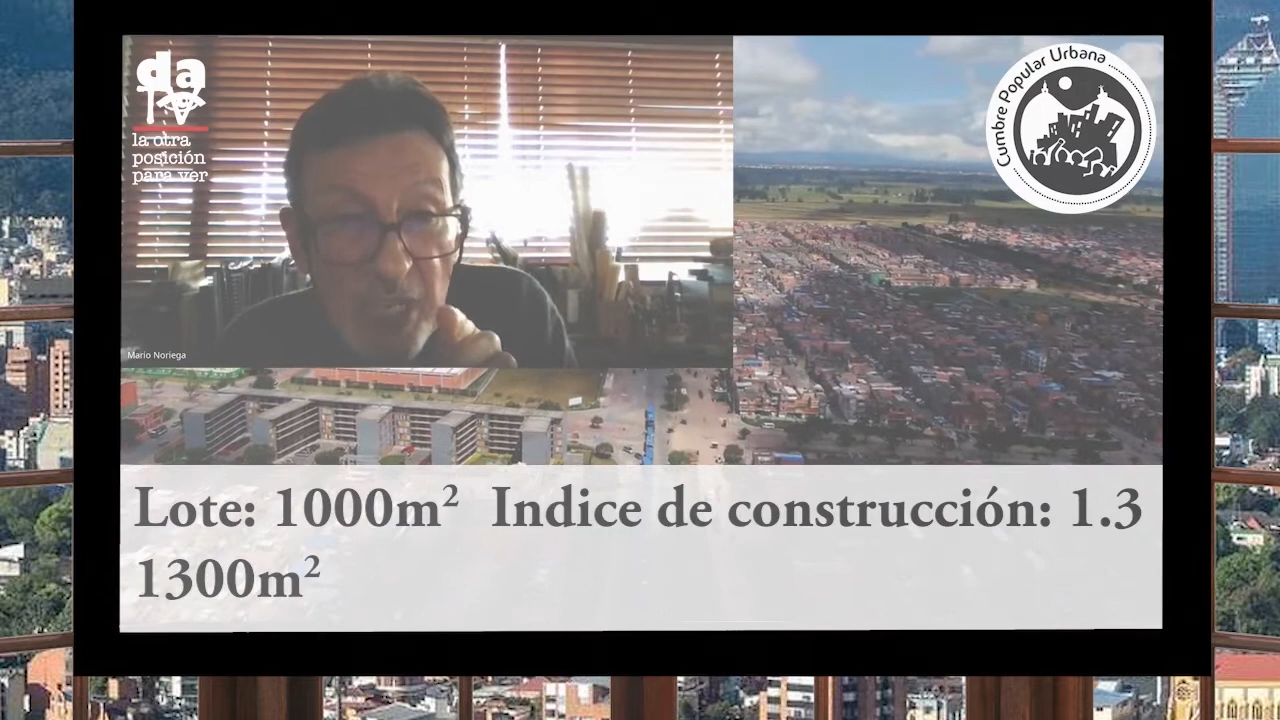 da
TV
la otra
posición
para ver
Cumbre Popular Urbana
Mario Noriega
Lote: 1000m² Indice de construcción: 1.3
1300m²